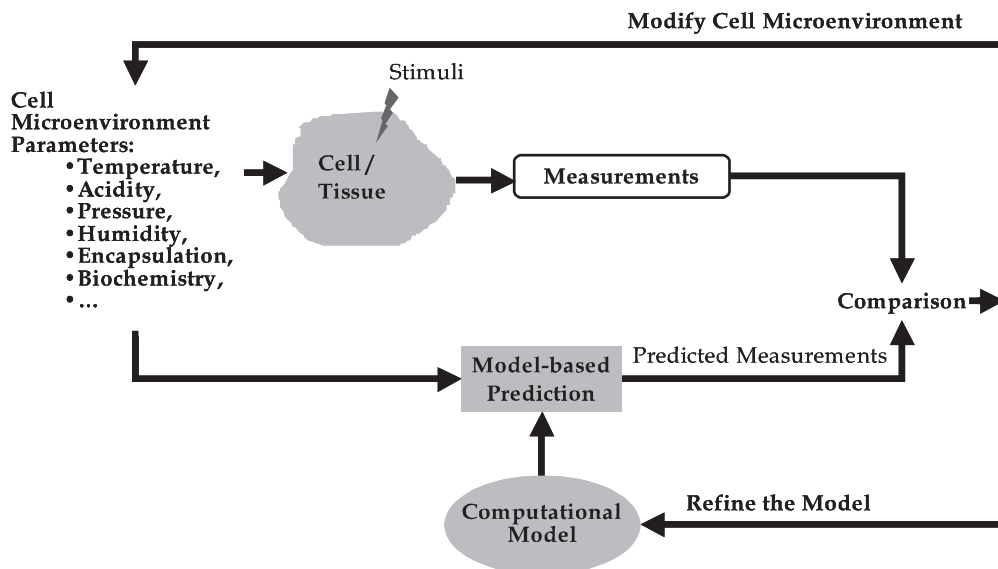 Modify Cell Microenvironment
Stimuli
Cell
Microenvironment
Parameters:
• Temperature,
• Acidity,
• Pressure,
• Humidity,
• Encapsulation,
• Biochemistry,
• ...
Cell/
Tissue
Measurements
Comparison
Model-based
Prediction
Predicted Measurements
Computational
Model
Refine the Model